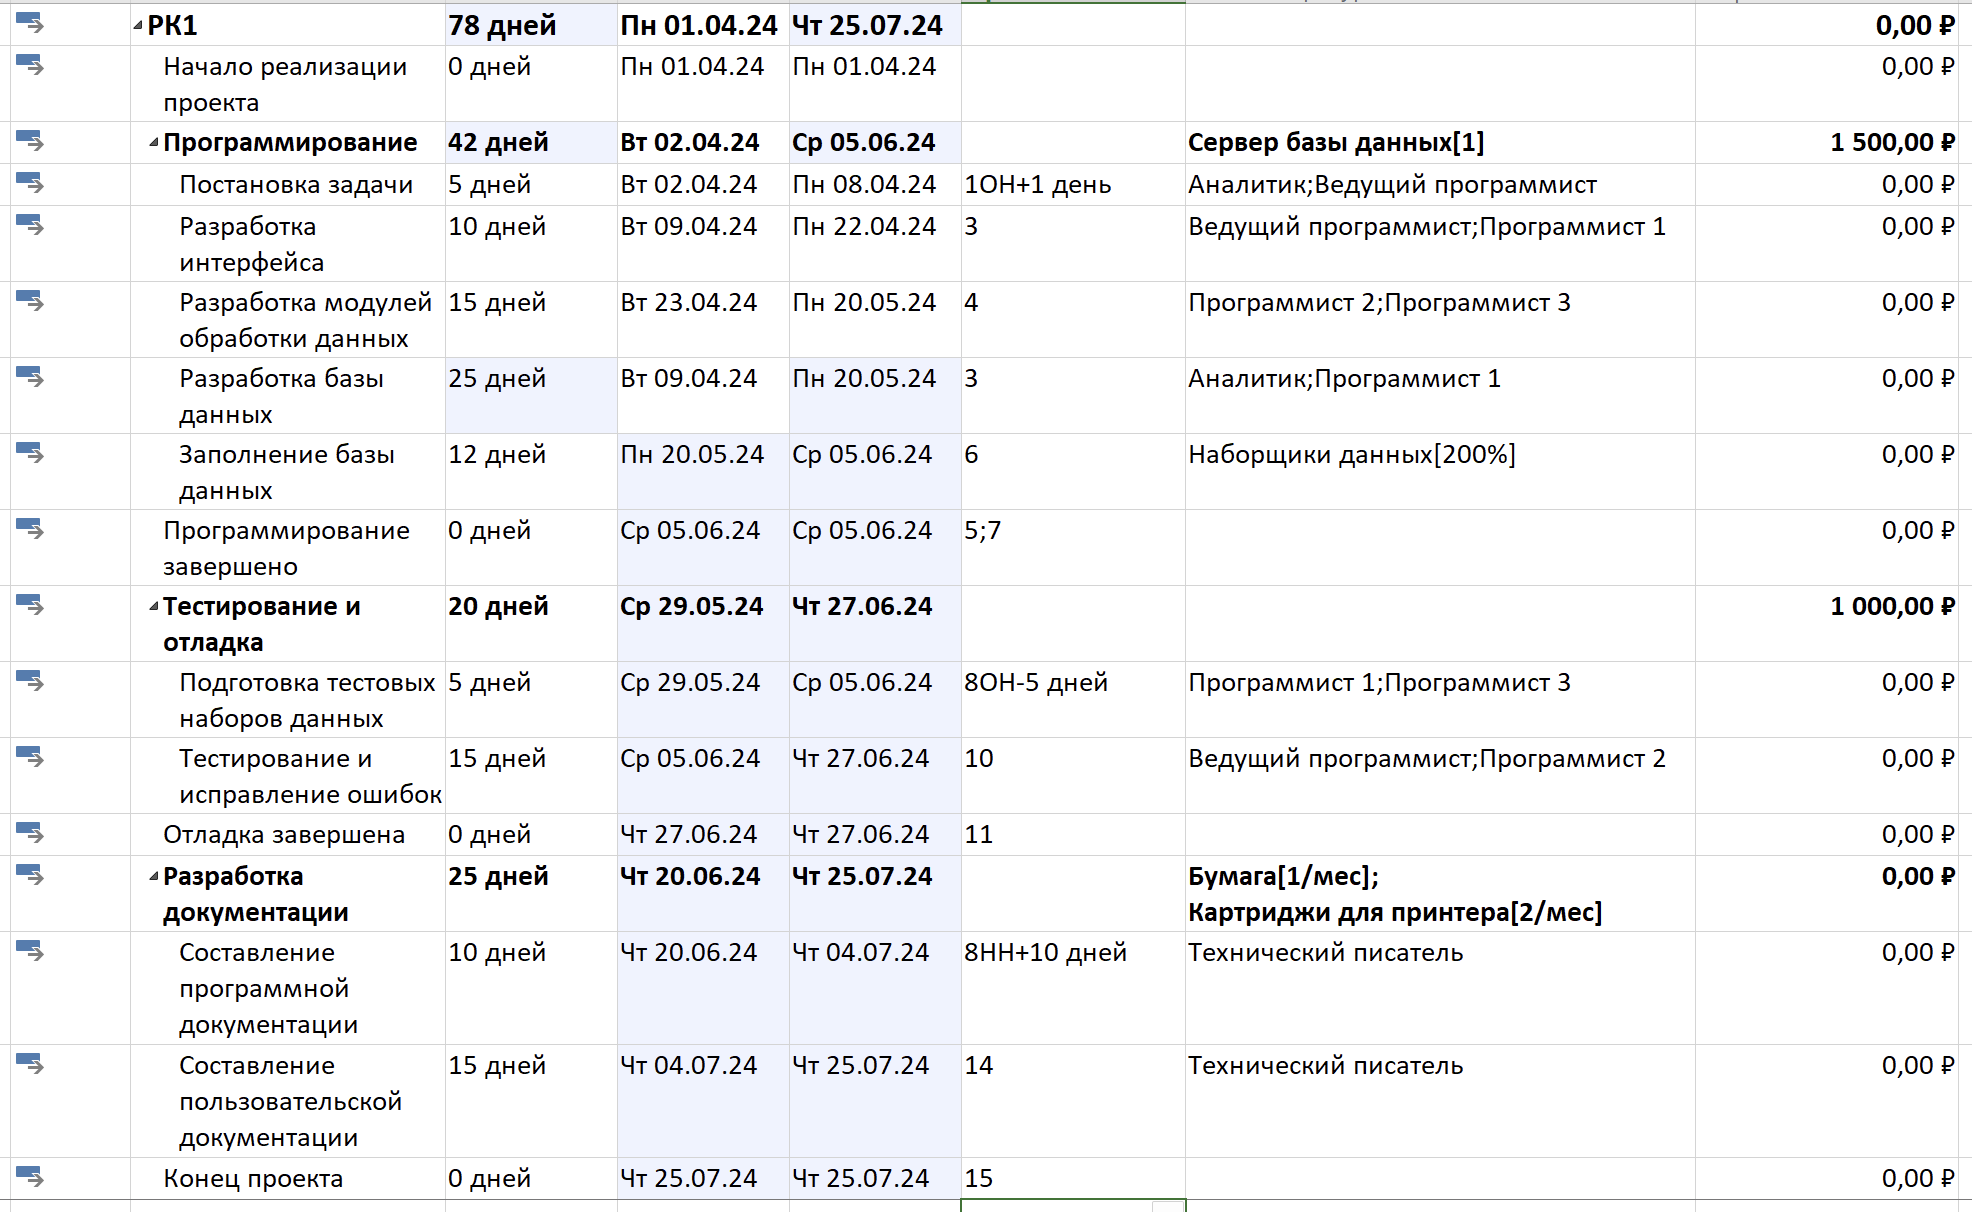 РК1 78 дней Пн 01.04.24 Чт 25.07.24 0,00 ₽
Начало реализации 0 дней Пн 01.04.24 Пн 01.04.24 0,00 ₽
проекта
Программирование 42 дней Вт 02.04.24 Ср 05.06.24 Сервер базы данных[1] 1 500,00 ₽
Постановка задачи 5 дней Вт 02.04.24 Пн 08.04.24 1ОН+1 день Аналитик;Ведущий программист 0,00 ₽
Разработка 10 дней Вт 09.04.24 Пн 22.04.24 3 Ведущий программист;Программист 1 0,00 ₽
интерфейса
Разработка модулей 15 дней Вт 23.04.24 Пн 20.05.24 4 Программист 2;Программист 3 0,00 ₽
обработки данных
Разработка базы 25 дней Вт 09.04.24 Пн 20.05.24 3 Аналитик;Программист 1 0,00 ₽
данных
Заполнение базы 12 дней Пн 20.05.24 Ср 05.06.24 6 Наборщики данных[200%] 0,00 ₽
данных
Программирование 0 дней Ср 05.06.24 Ср 05.06.24 5;7 0,00 ₽
завершено
Тестирование и 20 дней Ср 29.05.24 Чт 27.06.24 1 000,00 ₽
отладка
Подготовка тестовых 5 дней Ср 29.05.24 Ср 05.06.24 8ОН-5 дней Программист 1;Программист 3 0,00 ₽
наборов данных
Тестирование и 15 дней Ср 05.06.24 Чт 27.06.24 10 Ведущий программист;Программист 2 0,00 ₽
исправление ошибок
Отладка завершена 0 дней Чт 27.06.24 Чт 27.06.24 11 0,00 ₽
Разработка 25 дней Чт 20.06.24 Чт 25.07.24 Бумага[1/мес]; 0,00 ₽
документации Картриджи для принтера[2/мес]
Составление 10 дней Чт 20.06.24 Чт 04.07.24 8НН+10 дней Технический писатель 0,00 ₽
программной
документации
Составление 15 дней Чт 04.07.24 Чт 25.07.24 14 Технический писатель 0,00 ₽
пользовательской
документации
Конец проекта 0 дней Чт 25.07.24 Чт 25.07.24 15 0,00 ₽